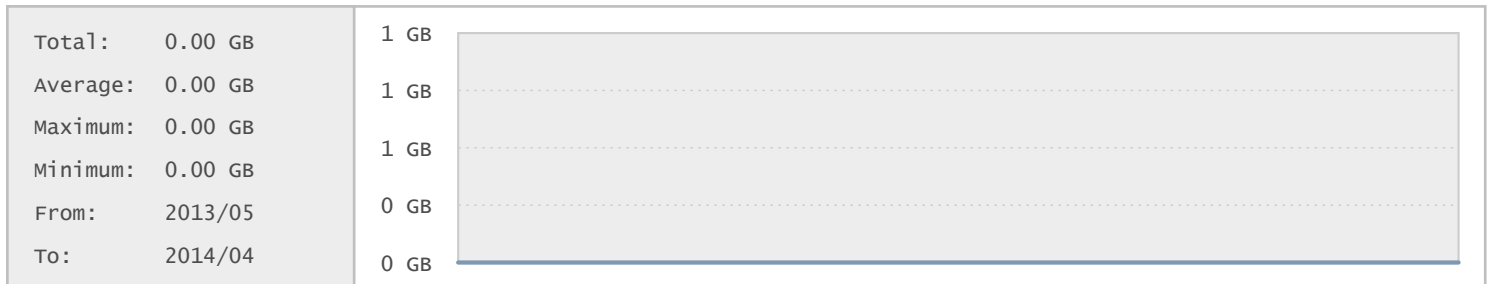 Total: 0.00 GB
Average: 0.00 GB
Maximum: 0.00 GB
Minimum: 0.00 GB
From: 2013/05
To: 2014/04
1 GB
1 GB
1 GB
0 GB
0 GB